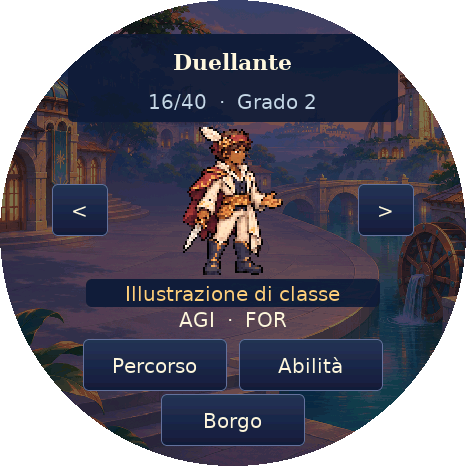 Duellante
16/40 · Grado 2
< >
Illustrazione di classe
AGI · FOR
Percorso Abilità
Borgo